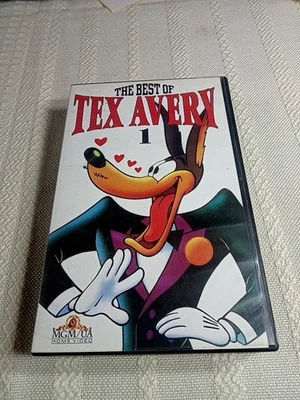 THE BEST OF
TEX AVERY
1
MGM/UA
HOME VIDEO